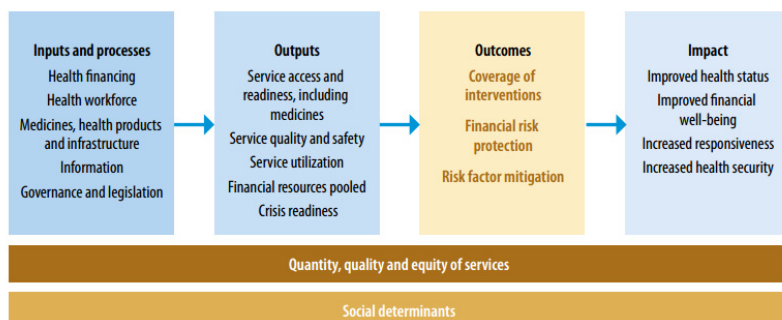 Inputs and processes
Health financing
Health workforce
Medicines, health products
and infrastructure
Information
Governance and legislation
Outputs
Service access and
readiness, including
medicines
Service quality and safety
Service utilization
Financial resources pooled
Crisis readiness
Outcomes
Coverage of
interventions
Financial risk
protection
Risk factor mitigation
Impact
Improved health status
Improved financial
well-being
Increased responsiveness
Increased health security
Quantity, quality and equity of services
Social determinants